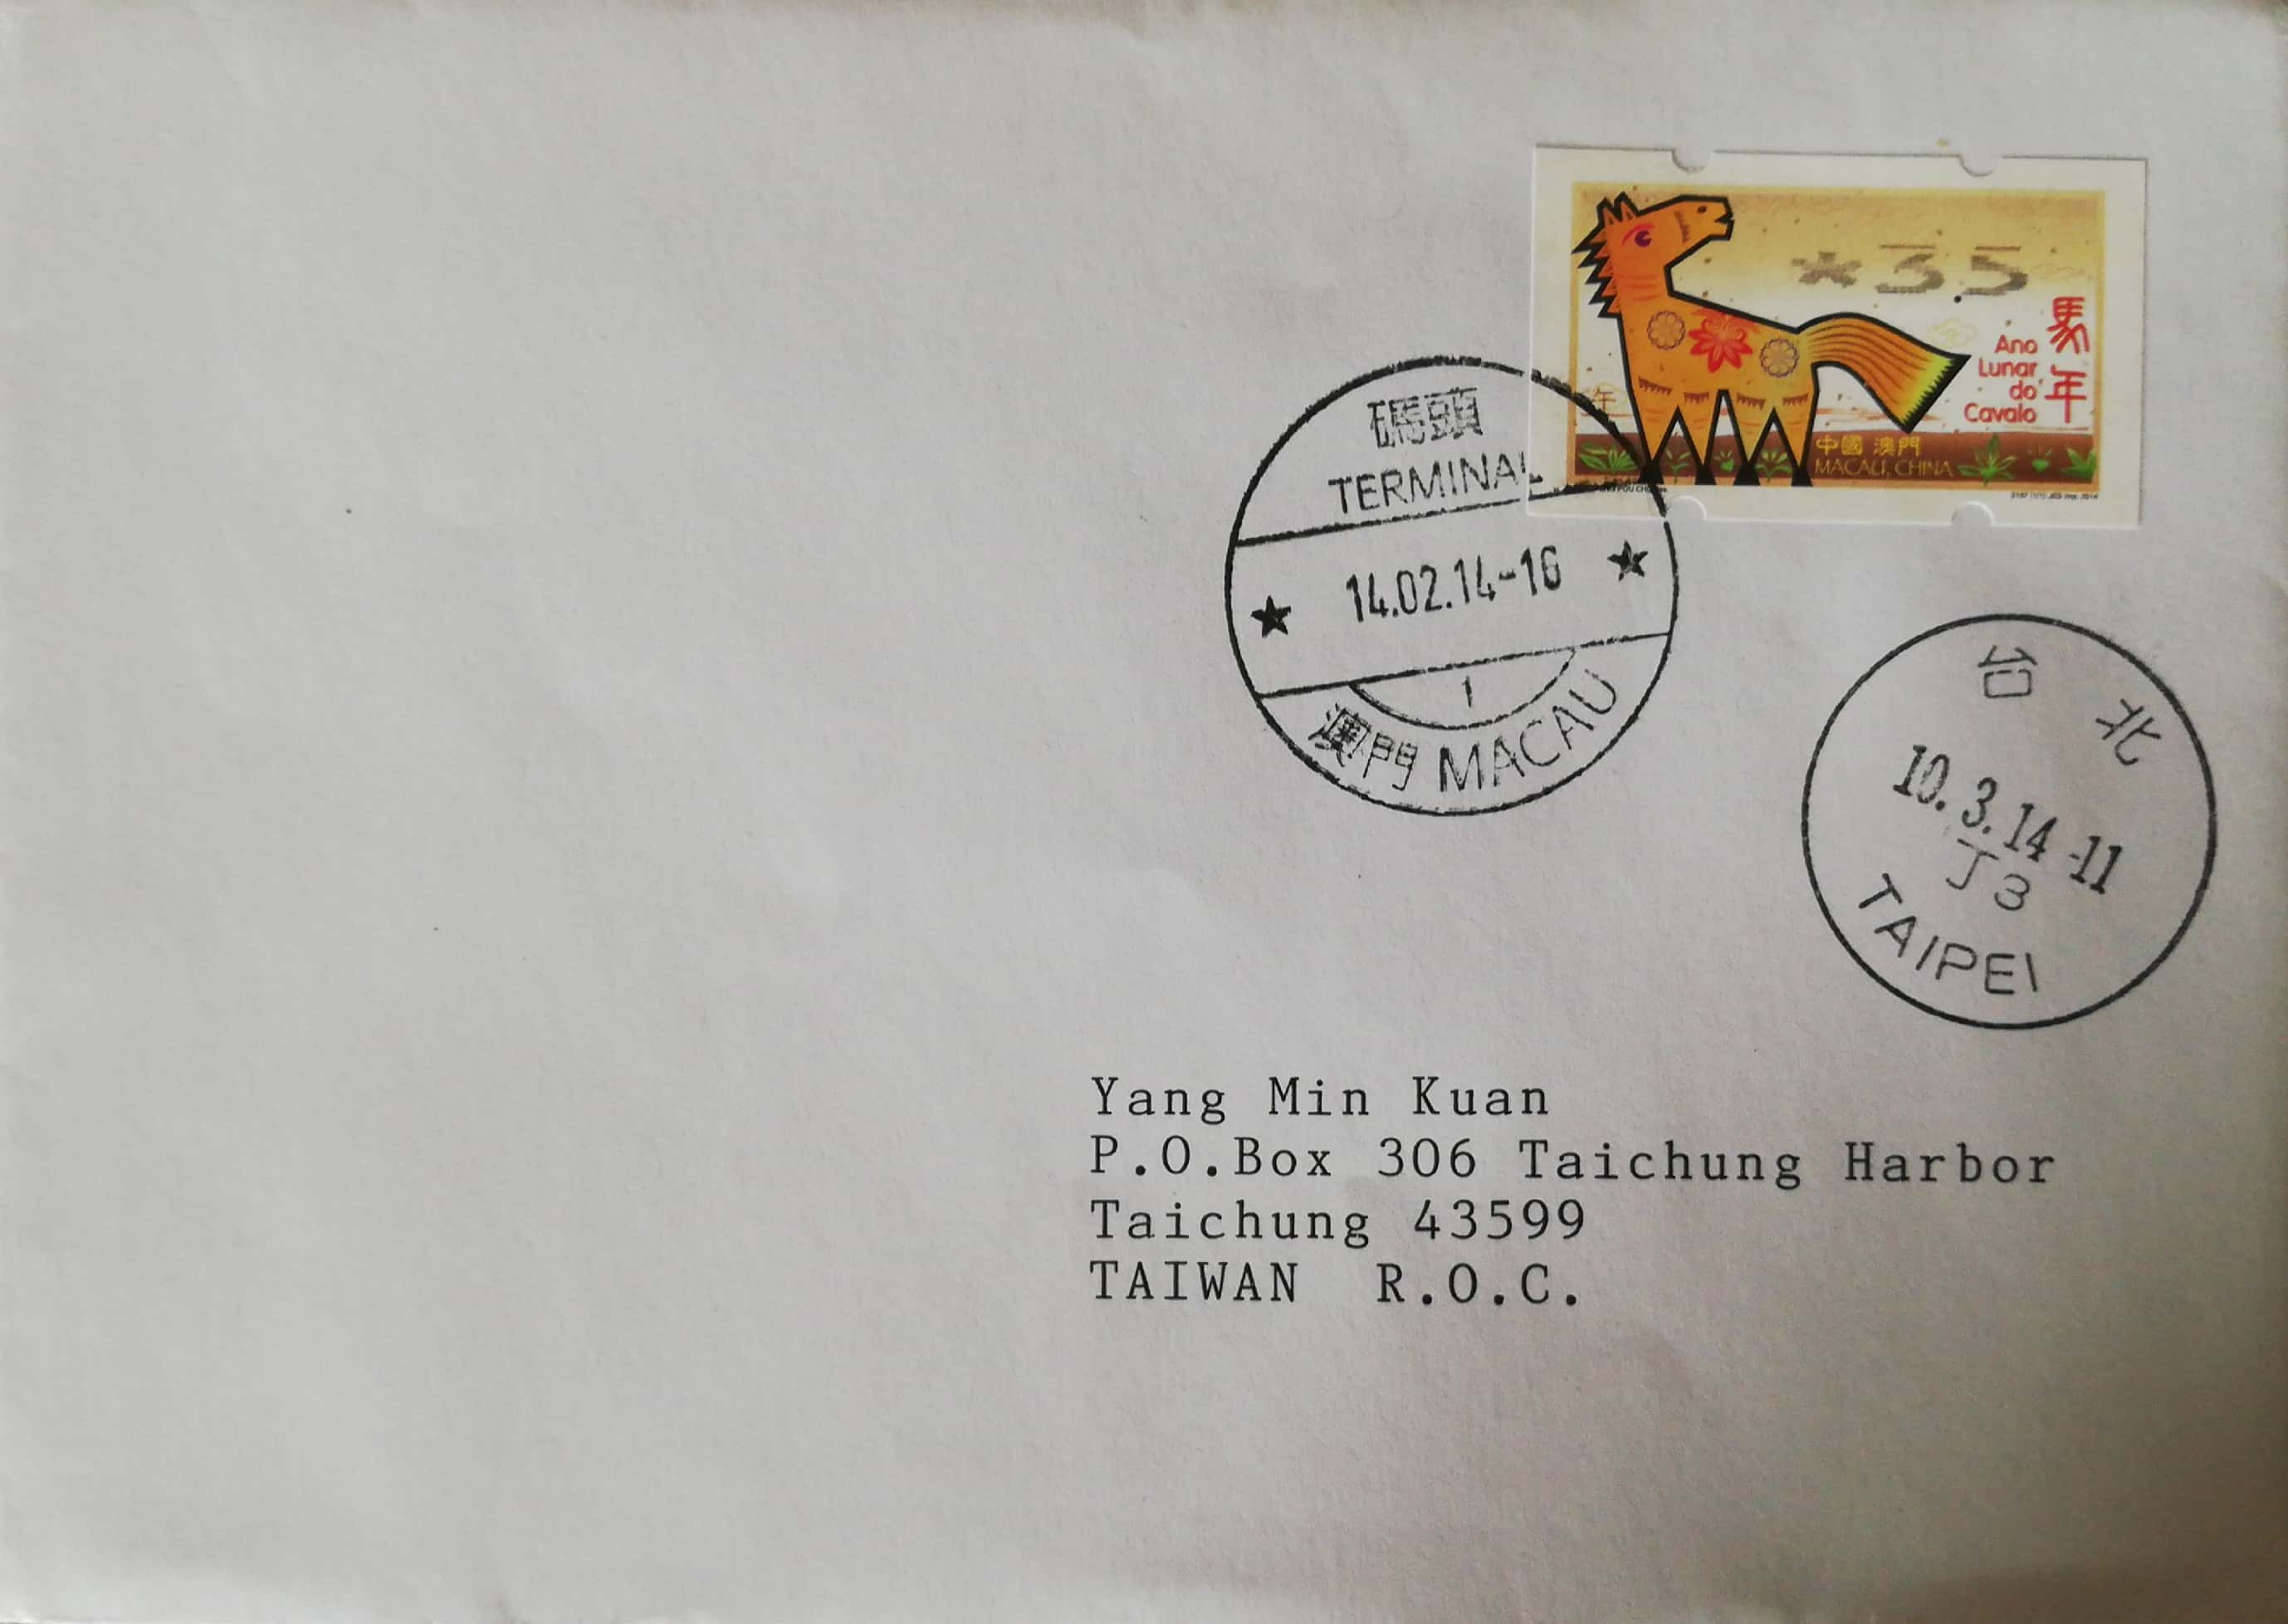 *3.5
馬年
Ano
Lunar
do
Cavalo
中國 澳門
MACAU, CHINA
碼頭
TERMINAL
14.02.14-16
1
澳門 MACAU
台北
10.3.14-11
J3
TAIPEI
Yang Min Kuan
P.O.Box 306 Taichung Harbor
Taichung 43599
TAIWAN R.O.C.